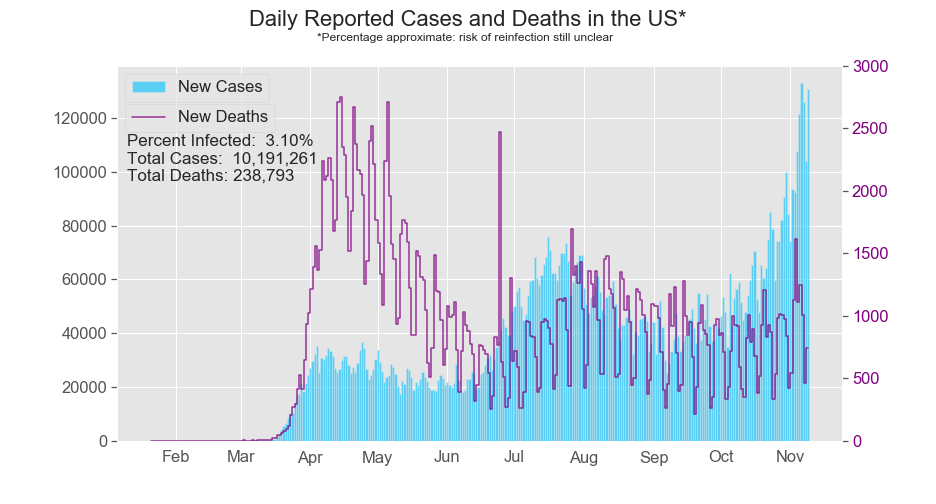 Daily Reported Cases and Deaths in the US*
*Percentage approximate: risk of reinfection still unclear
New Cases
New Deaths
Percent Infected:  3.10%
Total Cases:  10,191,261
Total Deaths: 238,793
120000
100000
80000
60000
40000
20000
0
3000
2500
2000
1500
1000
500
0
Feb Mar Apr May Jun Jul Aug Sep Oct Nov